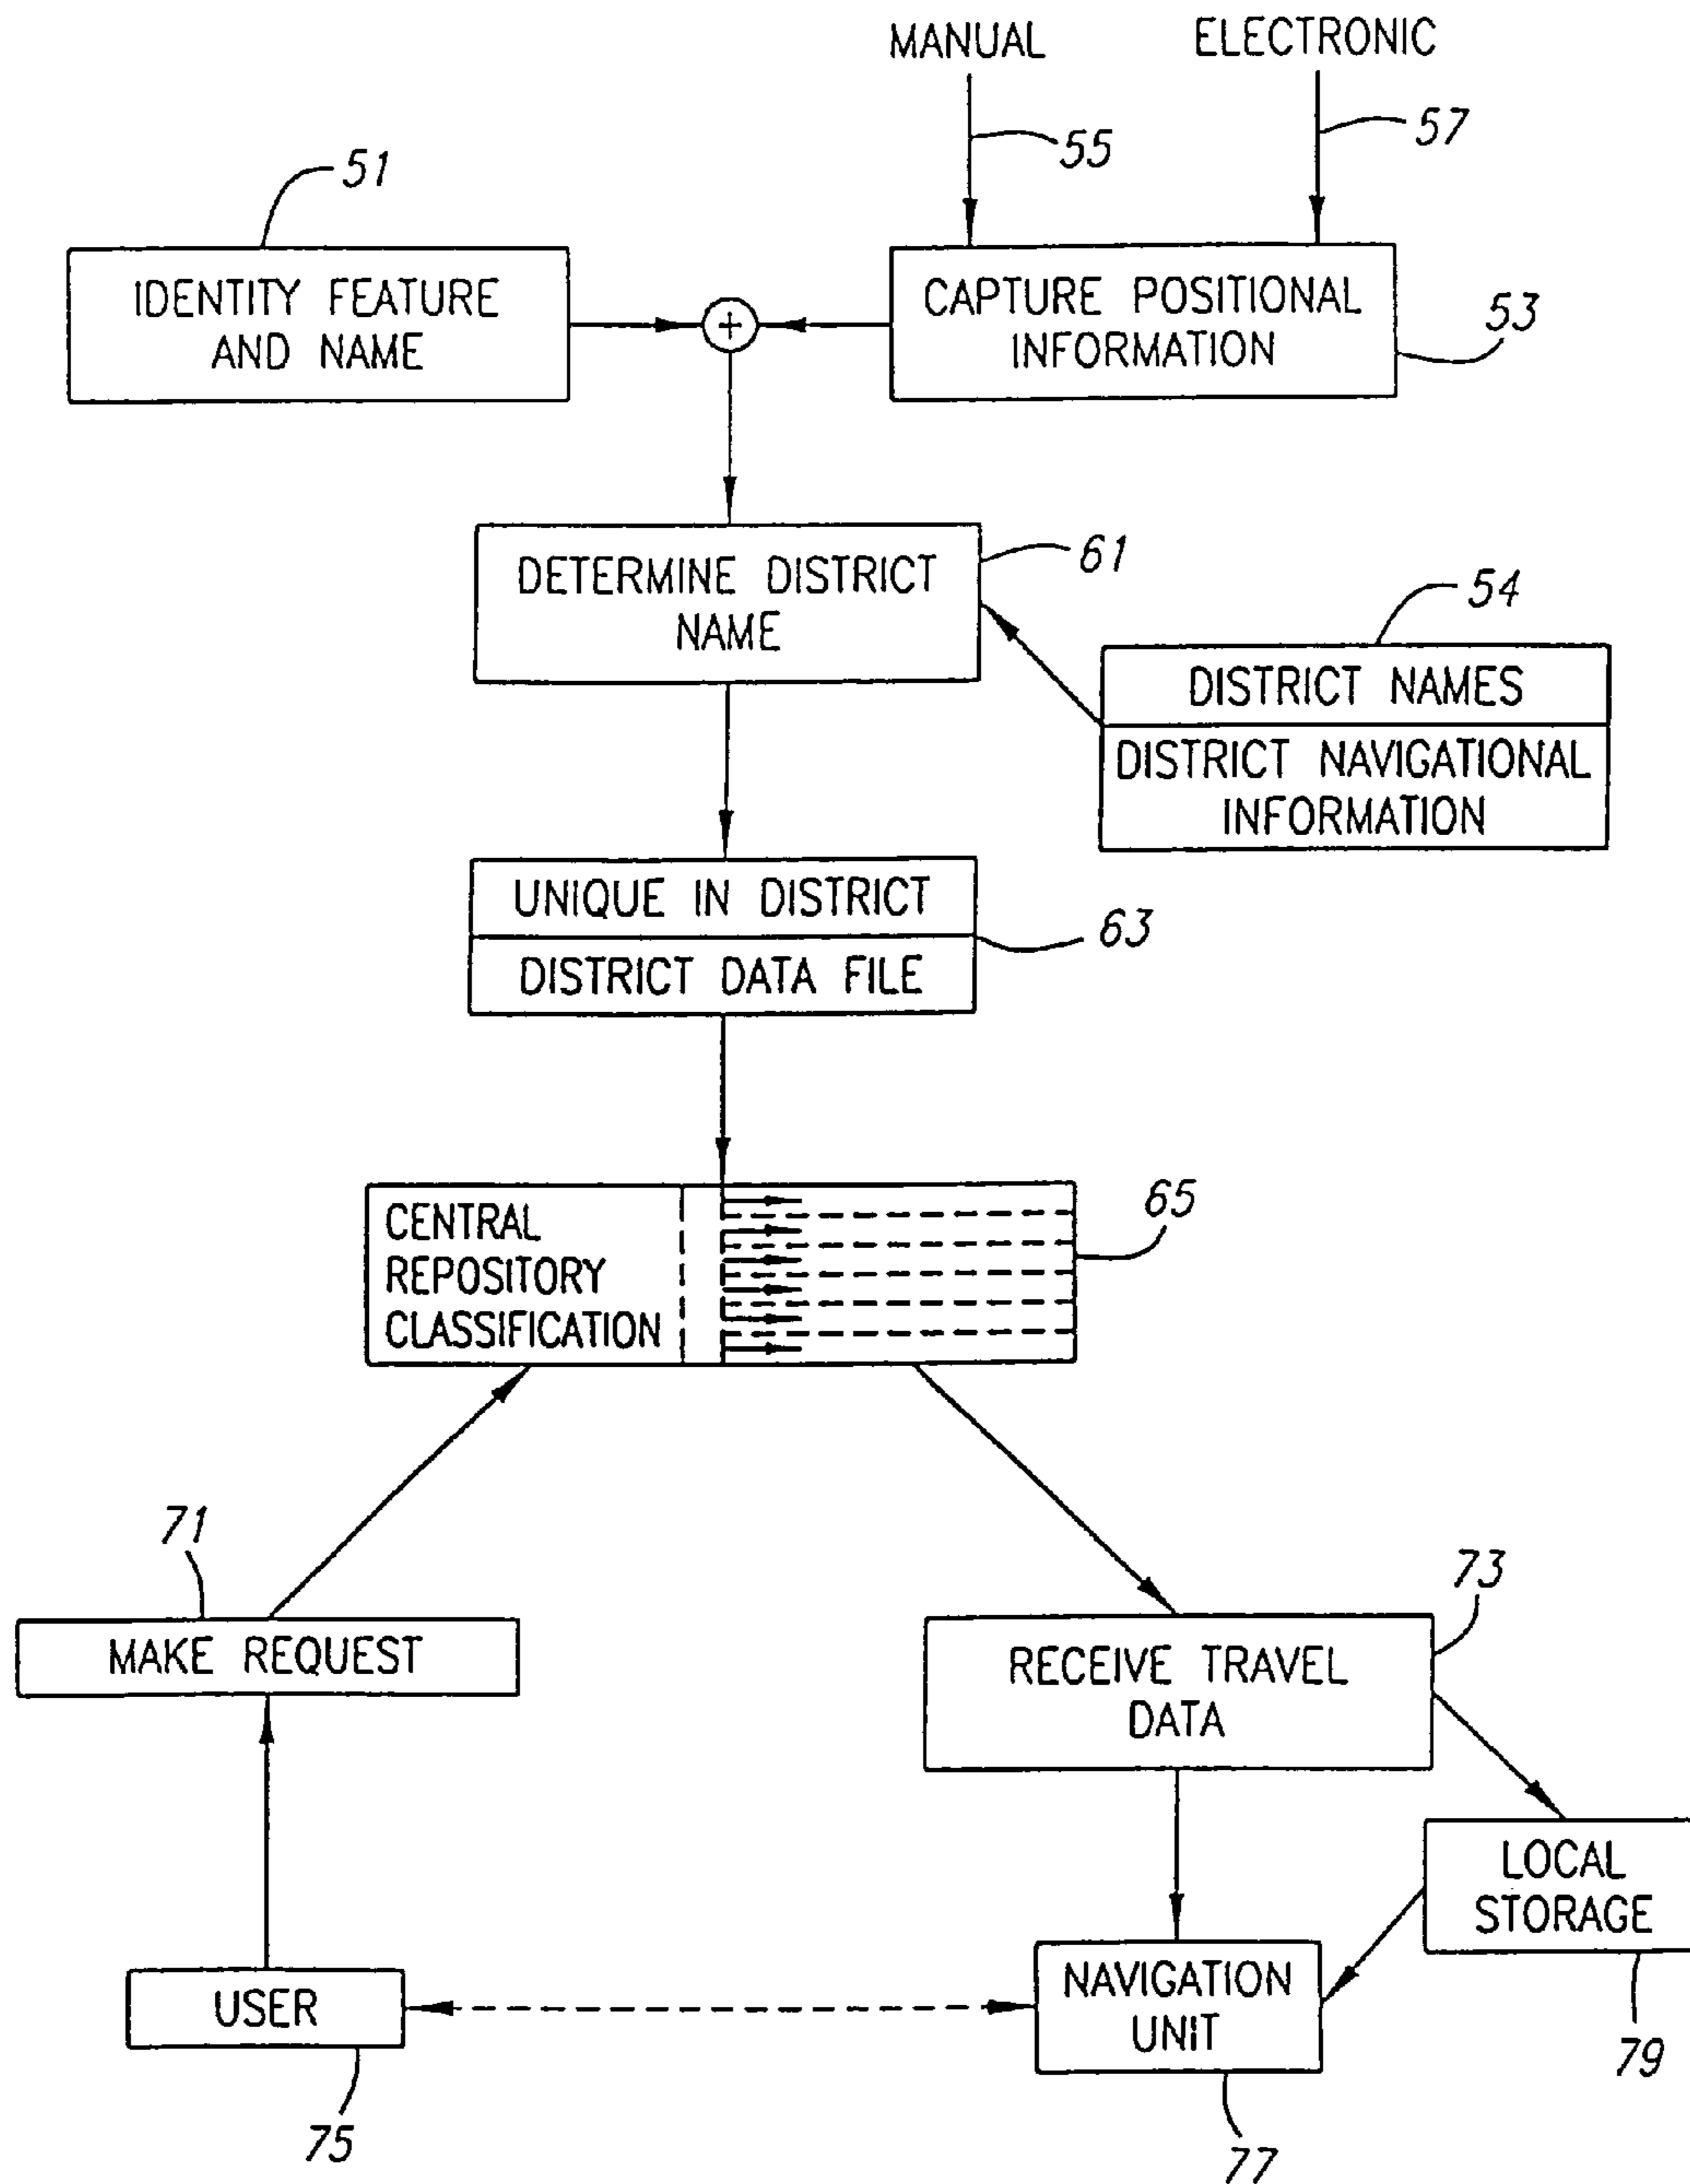 MANUAL
ELECTRONIC
55
57
51
IDENTITY FEATURE
AND NAME
+
CAPTURE POSITIONAL
INFORMATION
53
DETERMINE DISTRICT
NAME
61
54
DISTRICT NAMES
DISTRICT NAVIGATIONAL
INFORMATION
UNIQUE IN DISTRICT
DISTRICT DATA FILE
63
CENTRAL
REPOSITORY
CLASSIFICATION
65
71
MAKE REQUEST
73
RECEIVE TRAVEL
DATA
LOCAL
STORAGE
79
USER
75
NAVIGATION
UNIT
77